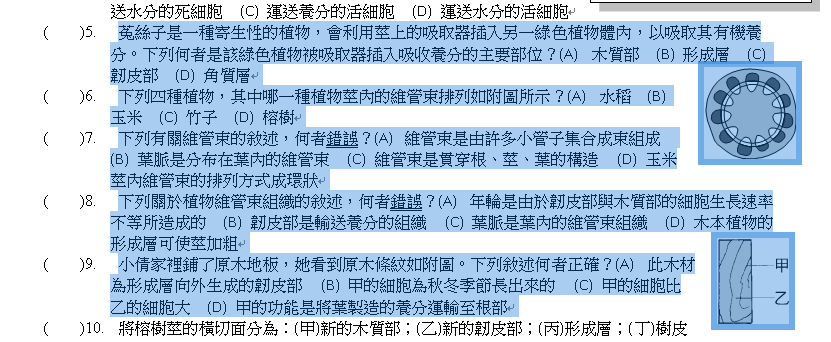 送水分的死細胞 (C) 運送養分的活細胞 (D) 運送水分的活細胞
( )5. 菟絲子是一種寄生性的植物，會利用莖上的吸取器插入另一綠色植物體內，以吸取其有機養
分。下列何者是該綠色植物被吸取器插入吸收養分的主要部位？(A) 木質部 (B) 形成層 (C)
韌皮部 (D) 角質層
( )6. 下列四種植物，其中哪一種植物莖內的維管束排列如附圖所示？(A) 水稻 (B)
玉米 (C) 竹子 (D) 榕樹
( )7. 下列有關維管束的敘述，何者錯誤？(A) 維管束是由許多小管子集合成束組成
(B) 葉脈是分布在葉內的維管束 (C) 維管束是貫穿根、莖、葉的構造 (D) 玉米
莖內維管束的排列方式成環狀
( )8. 下列關於植物維管束組織的敘述，何者錯誤？(A) 年輪是由於韌皮部與木質部的細胞生長速率
不等所造成的 (B) 韌皮部是輸送養分的組織 (C) 葉脈是葉內的維管束組織 (D) 木本植物的
形成層可使莖加粗
( )9. 小倩家裡鋪了原木地板，她看到原木條紋如附圖。下列敘述何者正確？(A) 此木材
為形成層向外生成的韌皮部 (B) 甲的細胞為秋冬季節長出來的 (C) 甲的細胞比
乙的細胞大 (D) 甲的功能是將葉製造的養分運輸至根部
甲
乙
( )10. 將榕樹莖的橫切面分為：(甲)新的木質部；(乙)新的韌皮部；(丙)形成層；(丁)樹皮